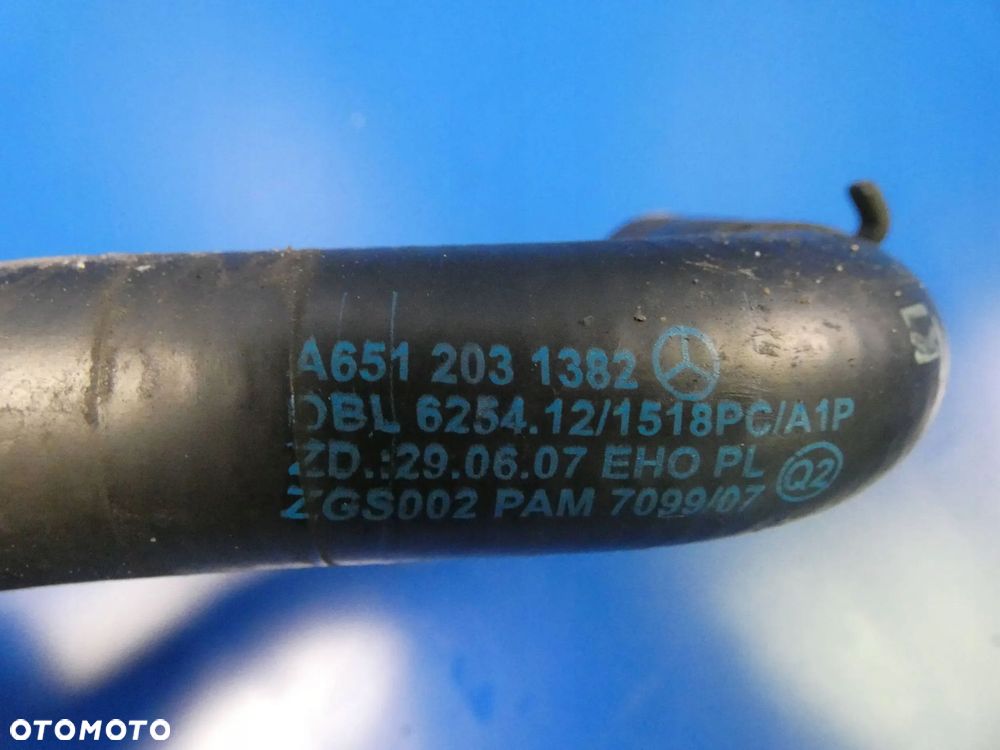 A651 203 1382
DBL 6254.12/1518PC/A1P
ZD.:29.06.07 EHO PL Q2
ZGS002 PAM 7099/07
OTOMOTO